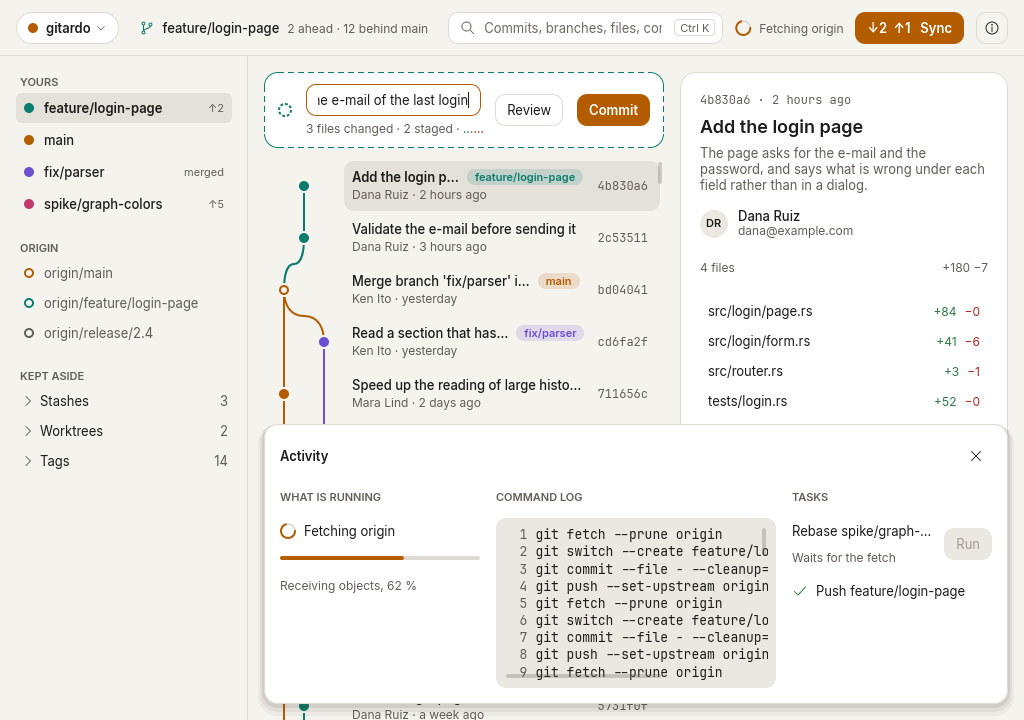 gitardo
feature/login-page 2 ahead · 12 behind main
Commits, branches, files, cor
Ctrl K
Fetching origin
↓2 ↑1 Sync
YOURS
feature/login-page ↑2
main
fix/parser merged
spike/graph-colors ↑5
ORIGIN
origin/main
origin/feature/login-page
origin/release/2.4
KEPT ASIDE
Stashes 3
Worktrees 2
Tags 14
e e-mail of the last login
3 files changed · 2 staged · ......
Review
Commit
Add the login p... feature/login-page 4b830a6
Dana Ruiz · 2 hours ago
Validate the e-mail before sending it 2c53511
Dana Ruiz · 3 hours ago
Merge branch 'fix/parser' i... main bd04041
Ken Ito · yesterday
Read a section that has... fix/parser cd6fa2f
Ken Ito · yesterday
Speed up the reading of large histo... 711656c
Mara Lind · 2 days ago
Dana Ruiz · a week ago
4b830a6 · 2 hours ago
Add the login page
The page asks for the e-mail and the
password, and says what is wrong under each
field rather than in a dialog.
DR
Dana Ruiz
dana@example.com
4 files +180 −7
src/login/page.rs +84 −0
src/login/form.rs +41 −6
src/router.rs +3 −1
tests/login.rs +52 −0
Activity
WHAT IS RUNNING
Fetching origin
Receiving objects, 62 %
COMMAND LOG
1 git fetch --prune origin
2 git switch --create feature/lo
3 git commit --file - --cleanup=
4 git push --set-upstream origin
5 git fetch --prune origin
6 git switch --create feature/lo
7 git commit --file - --cleanup=
8 git push --set-upstream origin
9 git fetch --prune origin
TASKS
Rebase spike/graph-...
Waits for the fetch
Run
Push feature/login-page